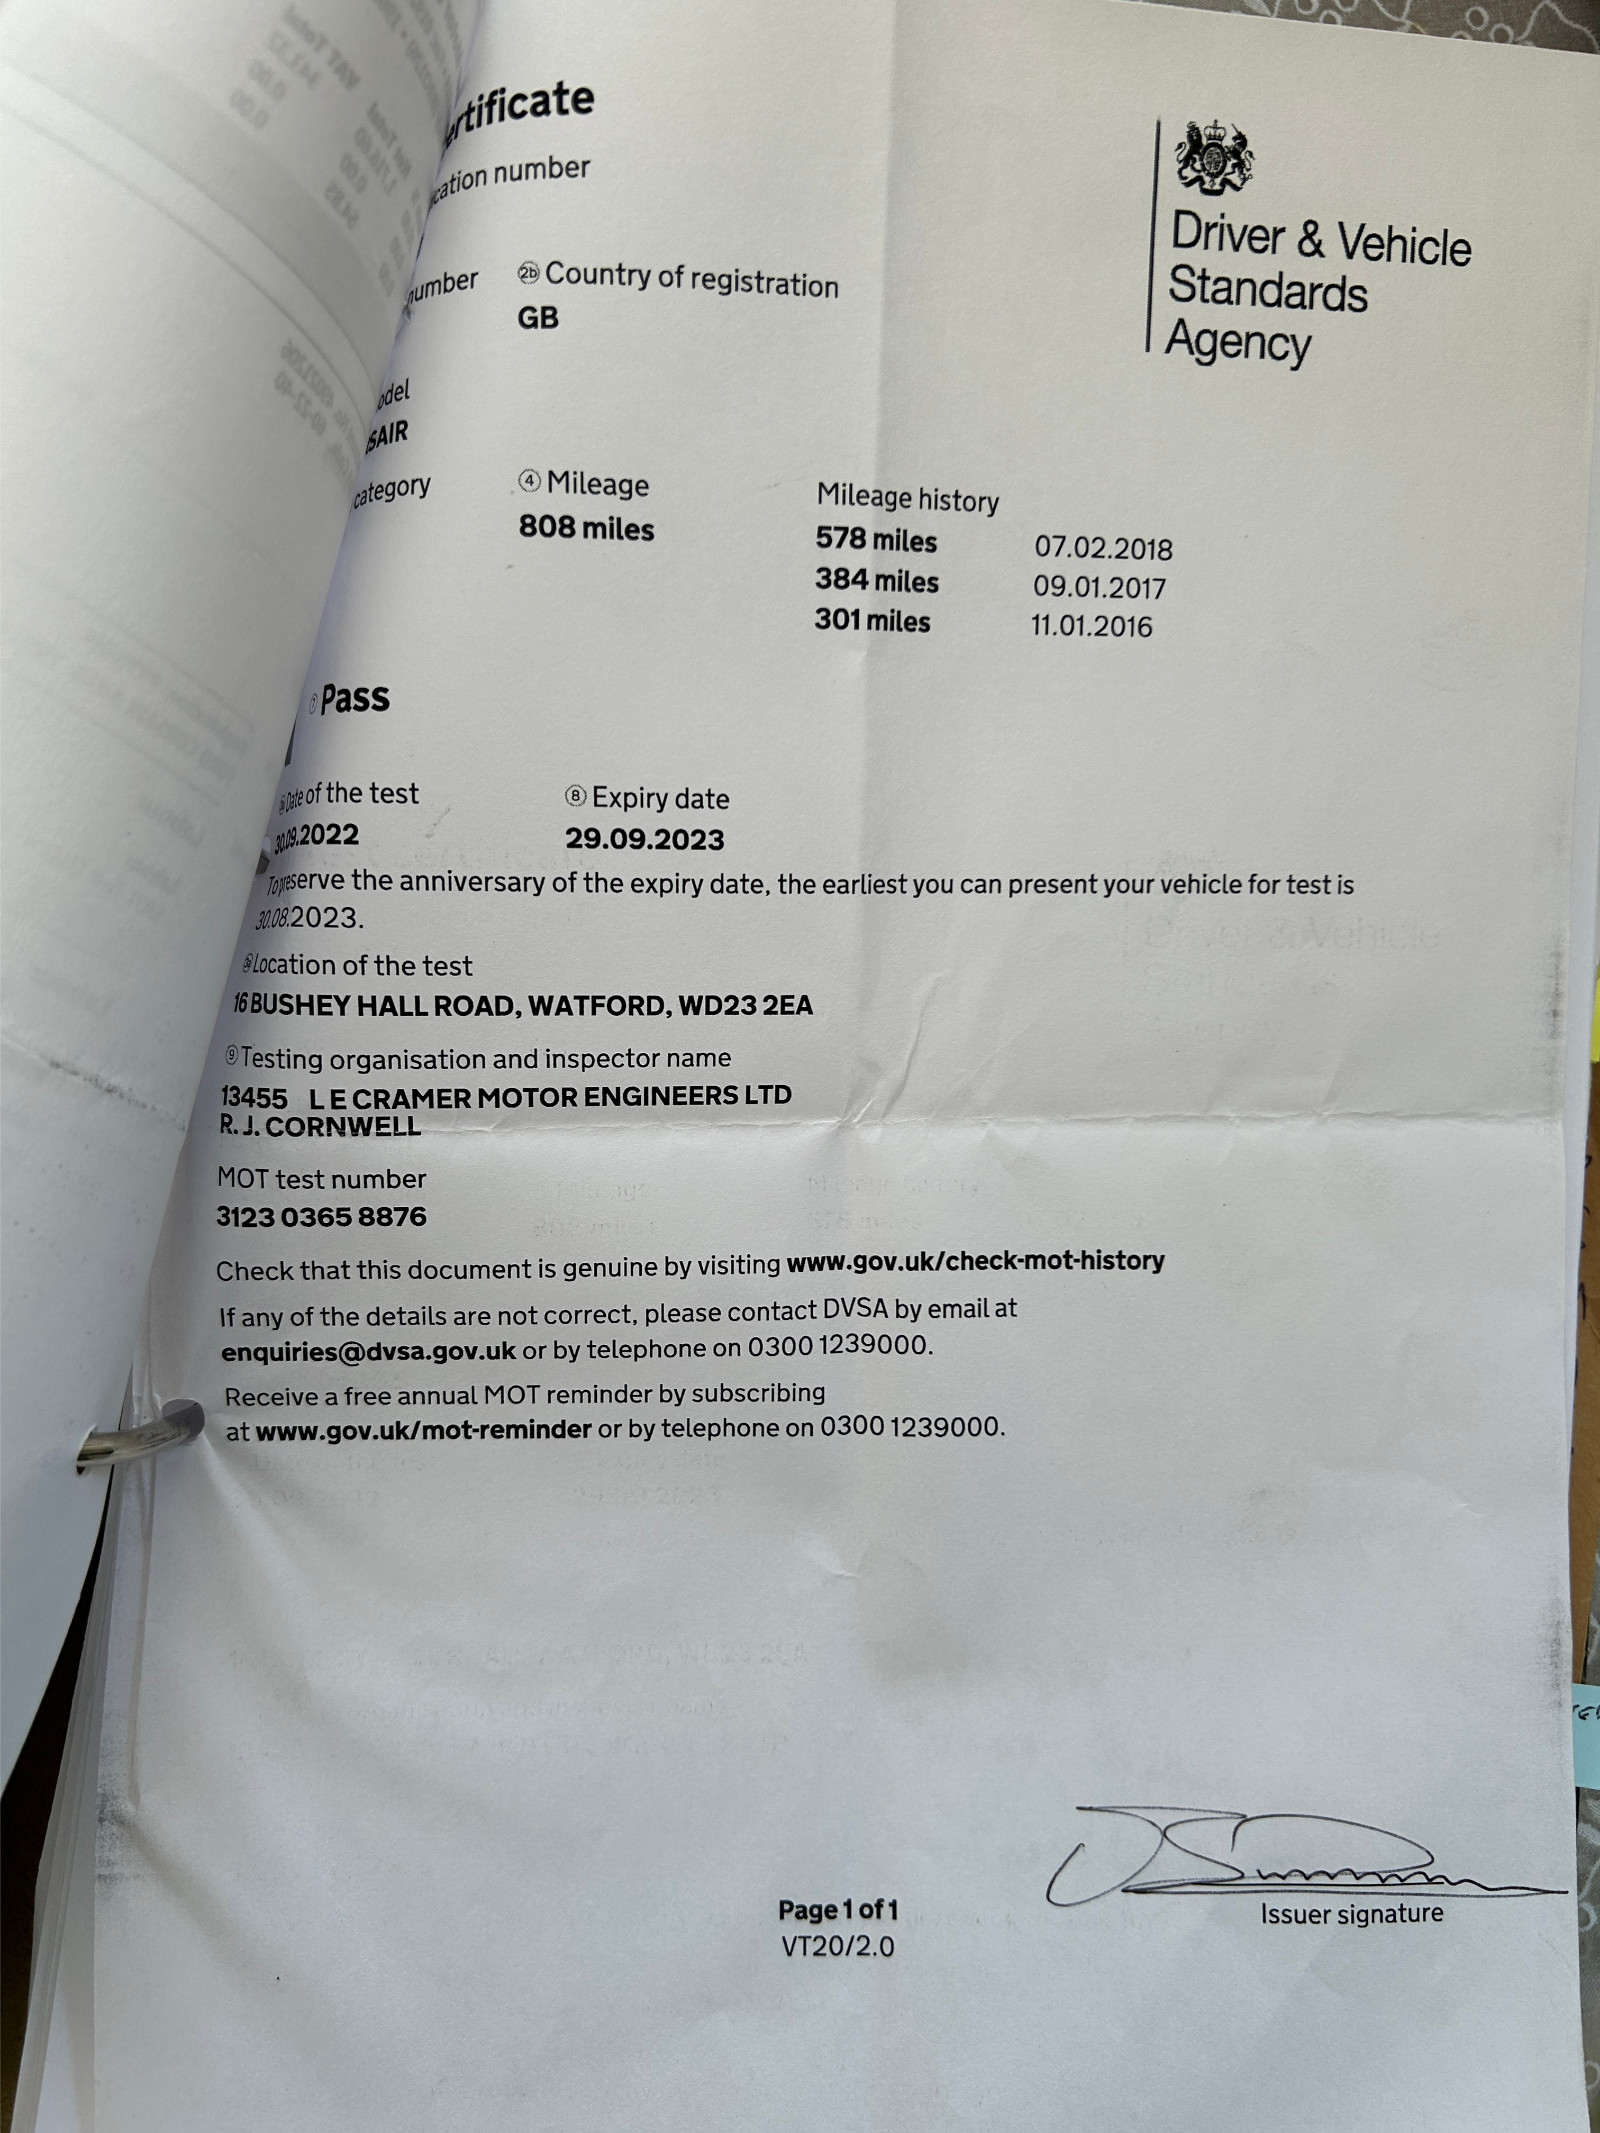 ertificate
cation number
number
2b Country of registration
GB
Driver & Vehicle
Standards
Agency
odel
SAIR
category
4 Mileage
808 miles
Mileage history
578 miles 07.02.2018
384 miles 09.01.2017
301 miles 11.01.2016
7 Pass
Date of the test
30.09.2022
8 Expiry date
29.09.2023
To preserve the anniversary of the expiry date, the earliest you can present your vehicle for test is
30.08.2023.
Location of the test
16 BUSHEY HALL ROAD, WATFORD, WD23 2EA
9 Testing organisation and inspector name
13455 L E CRAMER MOTOR ENGINEERS LTD
R. J. CORNWELL
MOT test number
3123 0365 8876
Check that this document is genuine by visiting www.gov.uk/check-mot-history
If any of the details are not correct, please contact DVSA by email at
enquiries@dvsa.gov.uk or by telephone on 0300 1239000.
Receive a free annual MOT reminder by subscribing
at www.gov.uk/mot-reminder or by telephone on 0300 1239000.
Issuer signature
Page 1 of 1
VT20/2.0